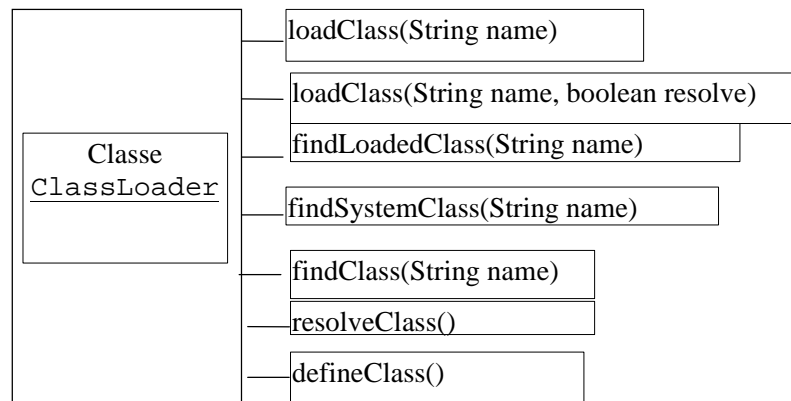 loadClass(String name)
loadClass(String name, boolean resolve)
Classe
ClassLoader
findLoadedClass(String name)
findSystemClass(String name)
findClass(String name)
resolveClass()
defineClass()